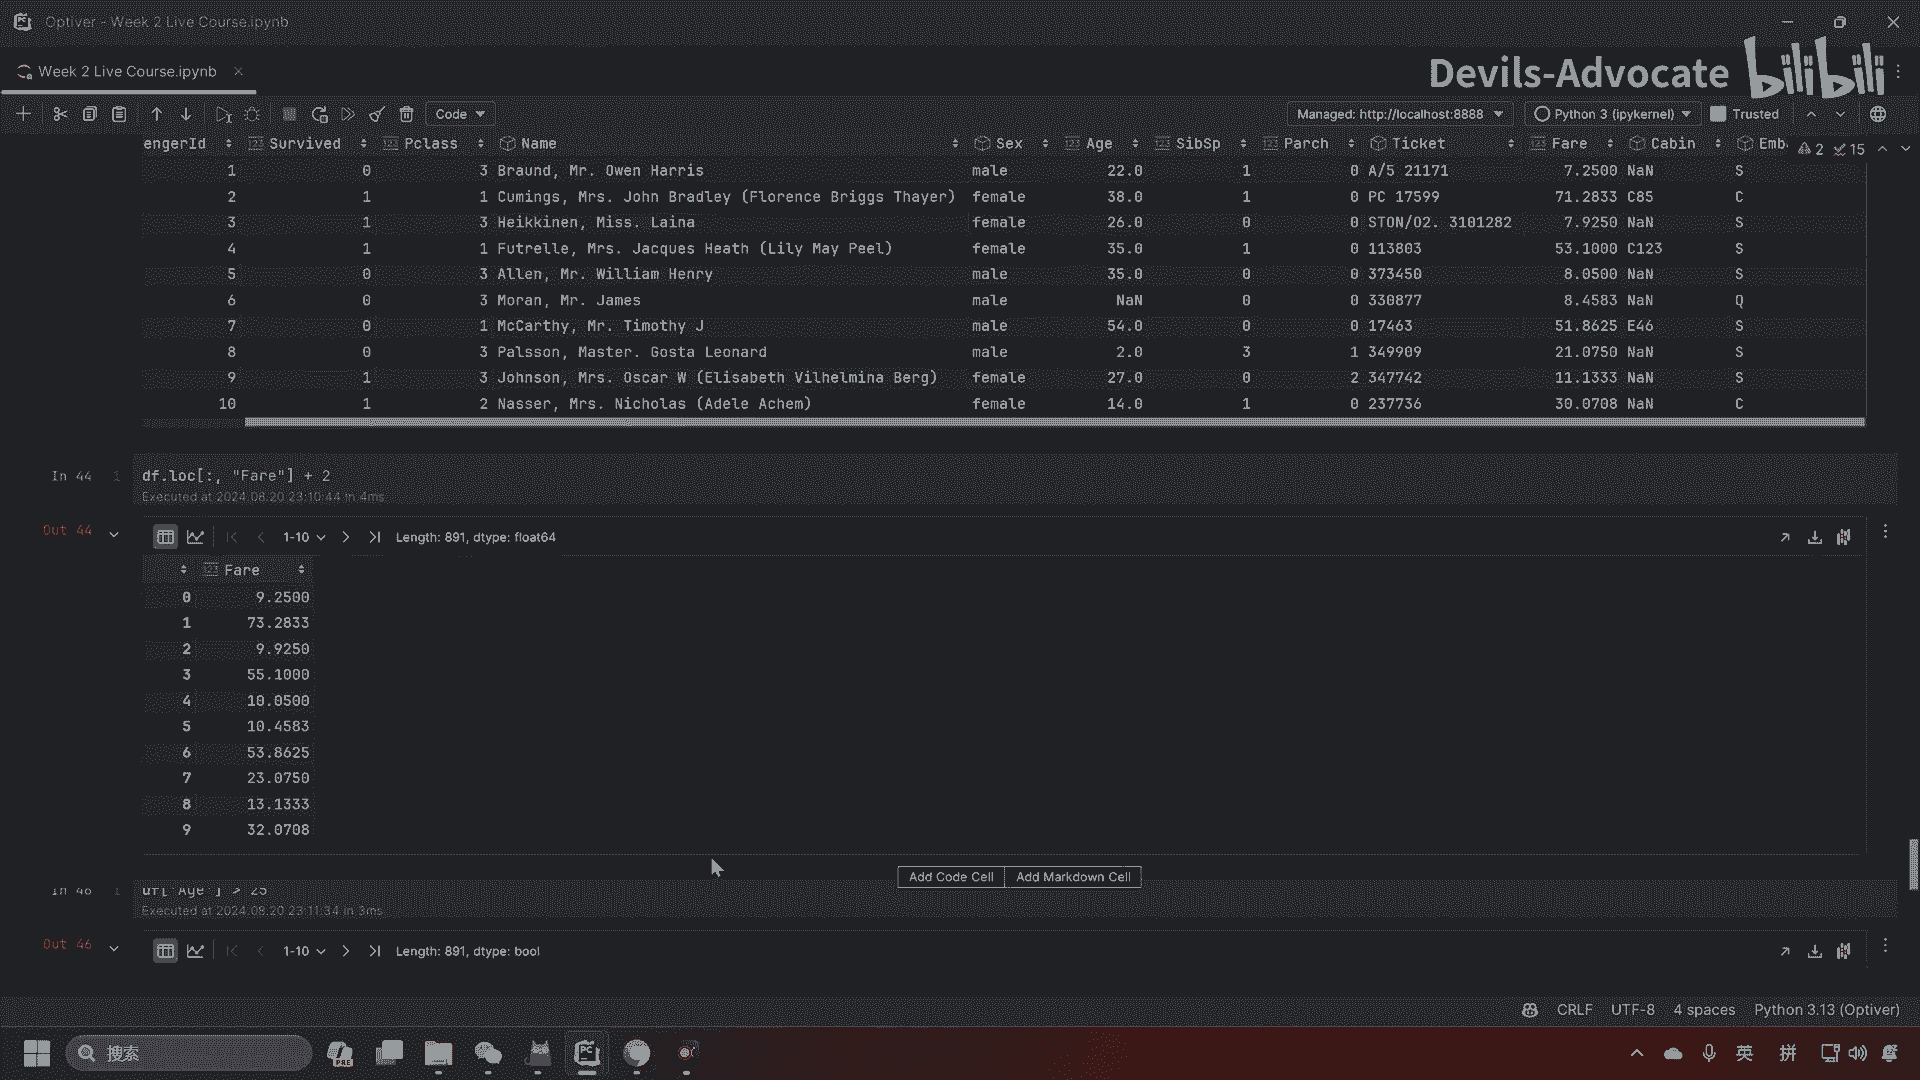 Optiver - Week 2 Live Course.ipynb
Week 2 Live Course.ipynb
Devils-Advocate bilibili
Code
Managed: http://localhost:8888
Python 3 (ipykernel)
Trusted
engerId Survived Pclass Name Sex Age SibSp Parch Ticket Fare Cabin Emb
2 15
1 0 3 Braund, Mr. Owen Harris male 22.0 1 0 A/5 21171 7.2500 NaN S
2 1 1 Cumings, Mrs. John Bradley (Florence Briggs Thayer) female 38.0 1 0 PC 17599 71.2833 C85 C
3 1 3 Heikkinen, Miss. Laina female 26.0 0 0 STON/O2. 3101282 7.9250 NaN S
4 1 1 Futrelle, Mrs. Jacques Heath (Lily May Peel) female 35.0 1 0 113803 53.1000 C123 S
5 0 3 Allen, Mr. William Henry male 35.0 0 0 373450 8.0500 NaN S
6 0 3 Moran, Mr. James male NaN 0 0 330877 8.4583 NaN Q
7 0 1 McCarthy, Mr. Timothy J male 54.0 0 0 17463 51.8625 E46 S
8 0 3 Palsson, Master. Gosta Leonard male 2.0 3 1 349909 21.0750 NaN S
9 1 3 Johnson, Mrs. Oscar W (Elisabeth Vilhelmina Berg) female 27.0 0 2 347742 11.1333 NaN S
10 1 2 Nasser, Mrs. Nicholas (Adele Achem) female 14.0 1 0 237736 30.0708 NaN C
In 44 1 df.loc[:, "Fare"] + 2
Executed at 2024.08.20 23:10:44 in 4ms
Out 44 1-10 Length: 891, dtype: float64
Fare
0 9.2500
1 73.2833
2 9.9250
3 55.1000
4 10.0500
5 10.4583
6 53.8625
7 23.0750
8 13.1333
9 32.0708
Add Code Cell Add Markdown Cell
In 46 1 df['Age'] > 25
Executed at 2024.08.20 23:11:34 in 3ms
Out 46 1-10 Length: 891, dtype: bool
CRLF UTF-8 4 spaces Python 3.13 (Optiver)
搜索
PRE
PC
英 拼